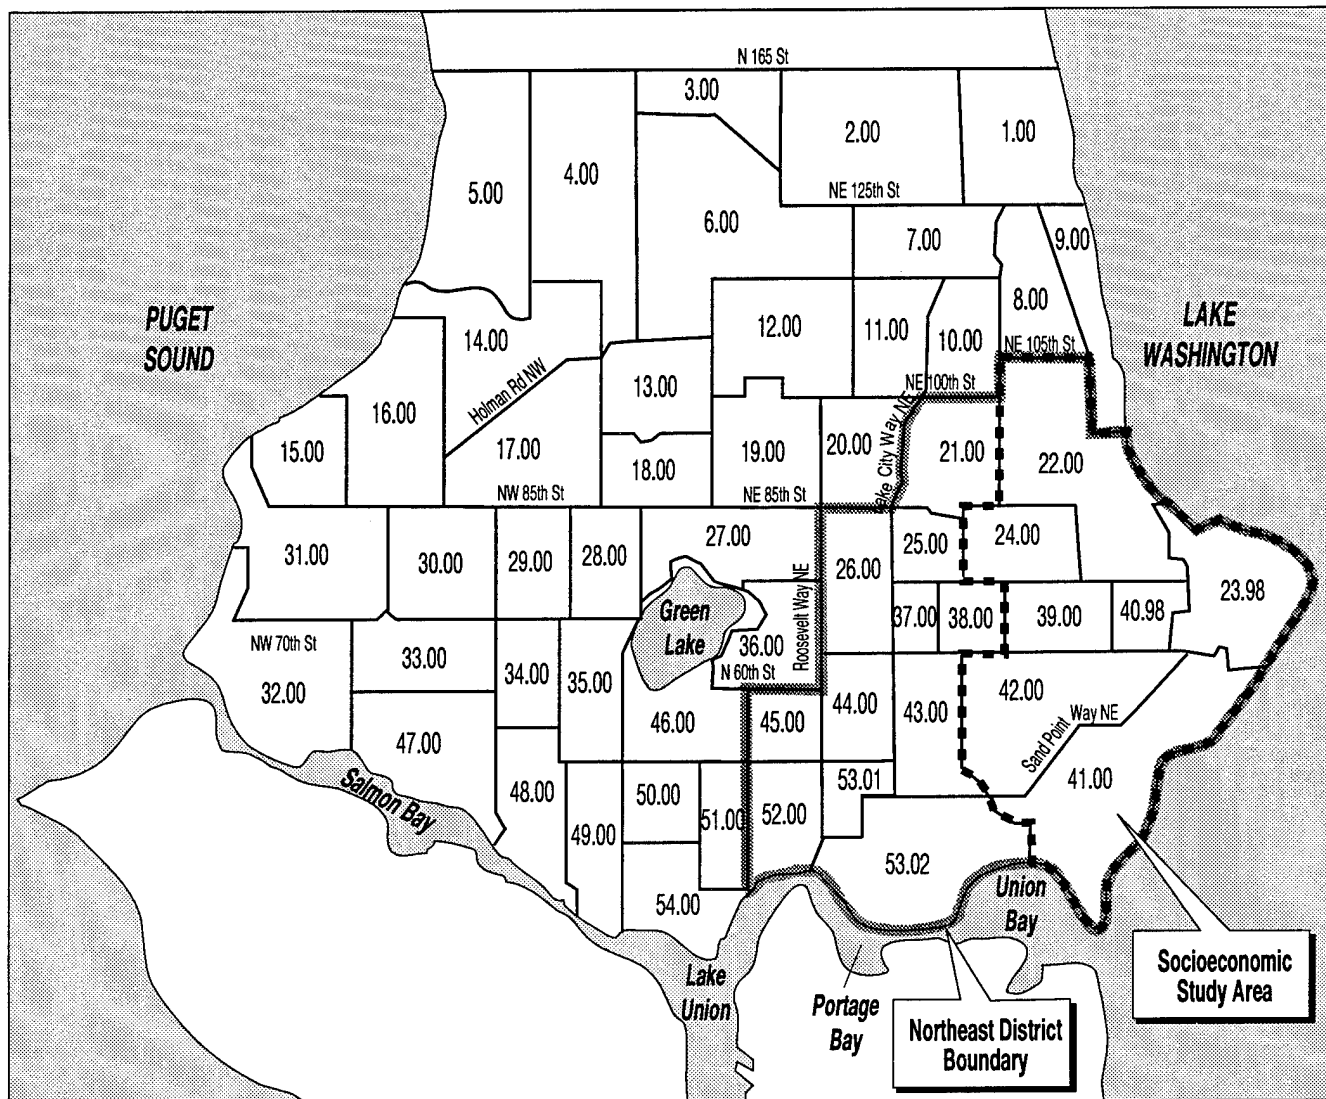 N 165 St
3.00
2.00
1.00
4.00
5.00
NE 125th St
6.00
7.00
9.00
8.00
PUGET
SOUND
LAKE
WASHINGTON
14.00
12.00
11.00
10.00
NE 105th St
Holman Rd NW
13.00
NE 100th St
16.00
15.00
17.00
18.00
19.00
20.00
Lake City Way NE
21.00
22.00
NW 85th St
NE 85th St
31.00
30.00
29.00
28.00
27.00
26.00
25.00
24.00
23.98
Roosevelt Way NE
Green
Lake
37.00
38.00
39.00
40.98
NW 70th St
33.00
34.00
35.00
36.00
N 60th St
32.00
46.00
45.00
44.00
43.00
42.00
Sand Point Way NE
47.00
Salmon Bay
48.00
49.00
50.00
51.00
52.00
53.01
41.00
53.02
54.00
Union
Bay
Lake
Union
Portage
Bay
Socioeconomic
Study Area
Northeast District
Boundary